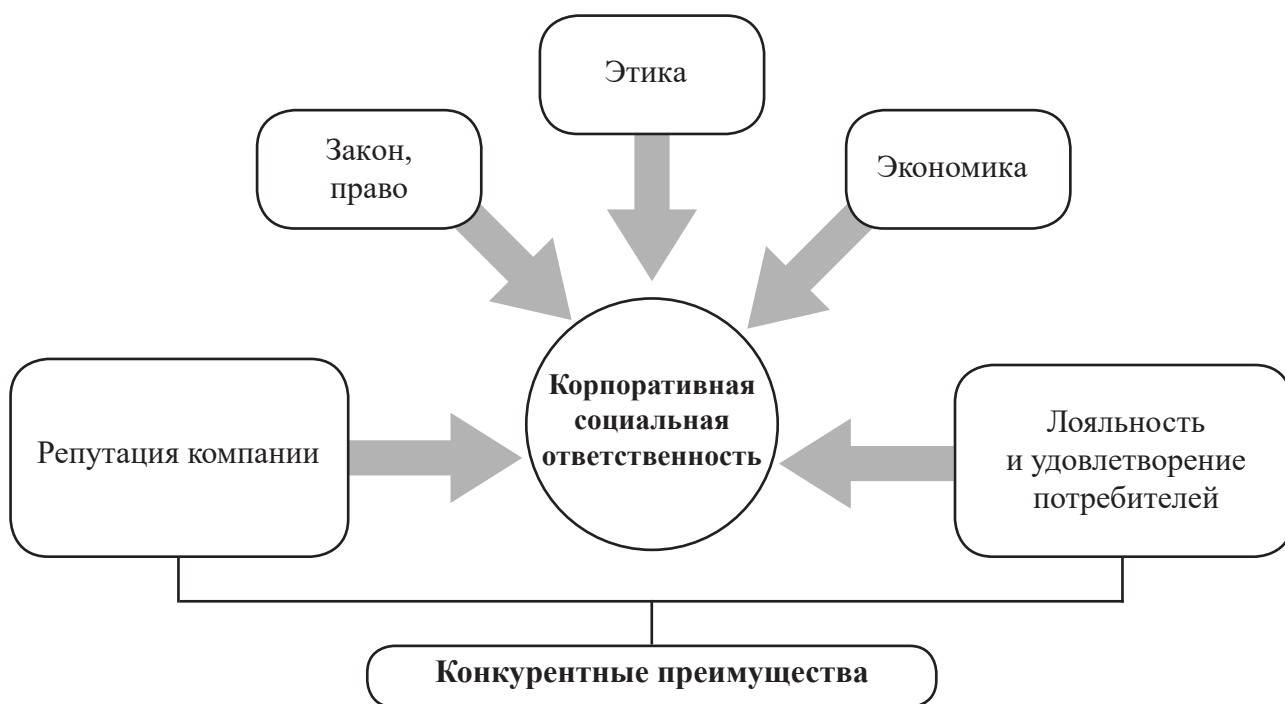 Этика
Закон,
право
Экономика
Корпоративная
социальная
ответственность
Репутация компании
Лояльность
и удовлетворение
потребителей
Конкурентные преимущества